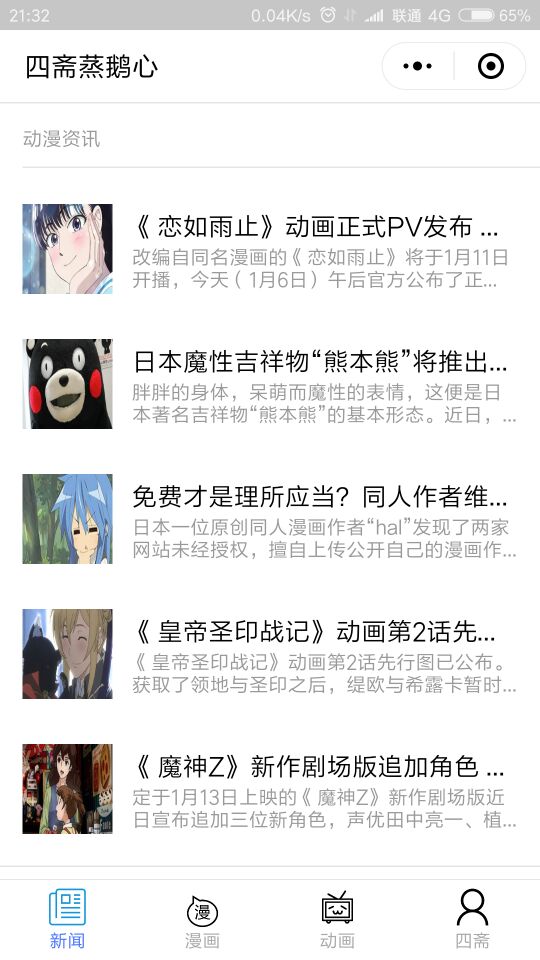 21:32 0.04K/s 联通 4G 65%
四斋蒸鹅心
动漫资讯
《恋如雨止》动画正式PV发布 ...
改编自同名漫画的《恋如雨止》将于1月11日
开播，今天（1月6日）午后官方公布了正...
日本魔性吉祥物“熊本熊”将推出...
胖胖的身体，呆萌而魔性的表情，这便是日
本著名吉祥物“熊本熊”的基本形态。近日，...
免费才是理所应当？同人作者维...
日本一位原创同人漫画作者“hal”发现了两家
网站未经授权，擅自上传公开自己的漫画作...
《皇帝圣印战记》动画第2话先...
《皇帝圣印战记》动画第2话先行图已公布。
获取了领地与圣印之后，缇欧与希露卡暂时...
《魔神Z》新作剧场版追加角色 ...
定于1月13日上映的《魔神Z》新作剧场版近
日宣布追加三位新角色，声优田中亮一、植...
漫
新闻 漫画 动画 四斋